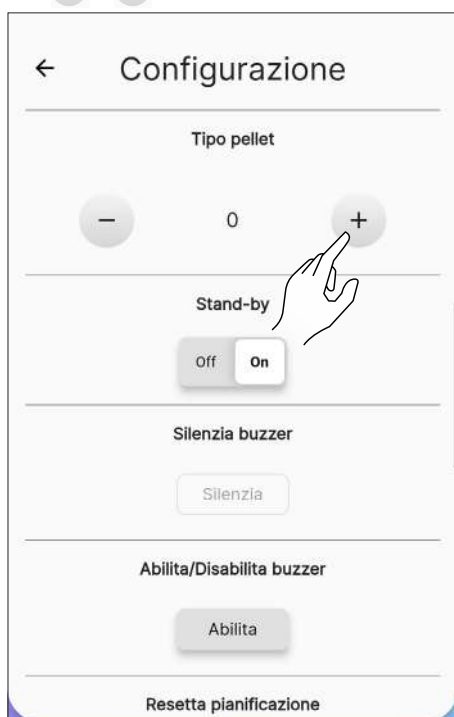 ← Configurazione
Tipo pellet
− 0 +
Stand-by
Off On
Silenzia buzzer
Silenzia
Abilita/Disabilita buzzer
Abilita
Resetta pianificazione